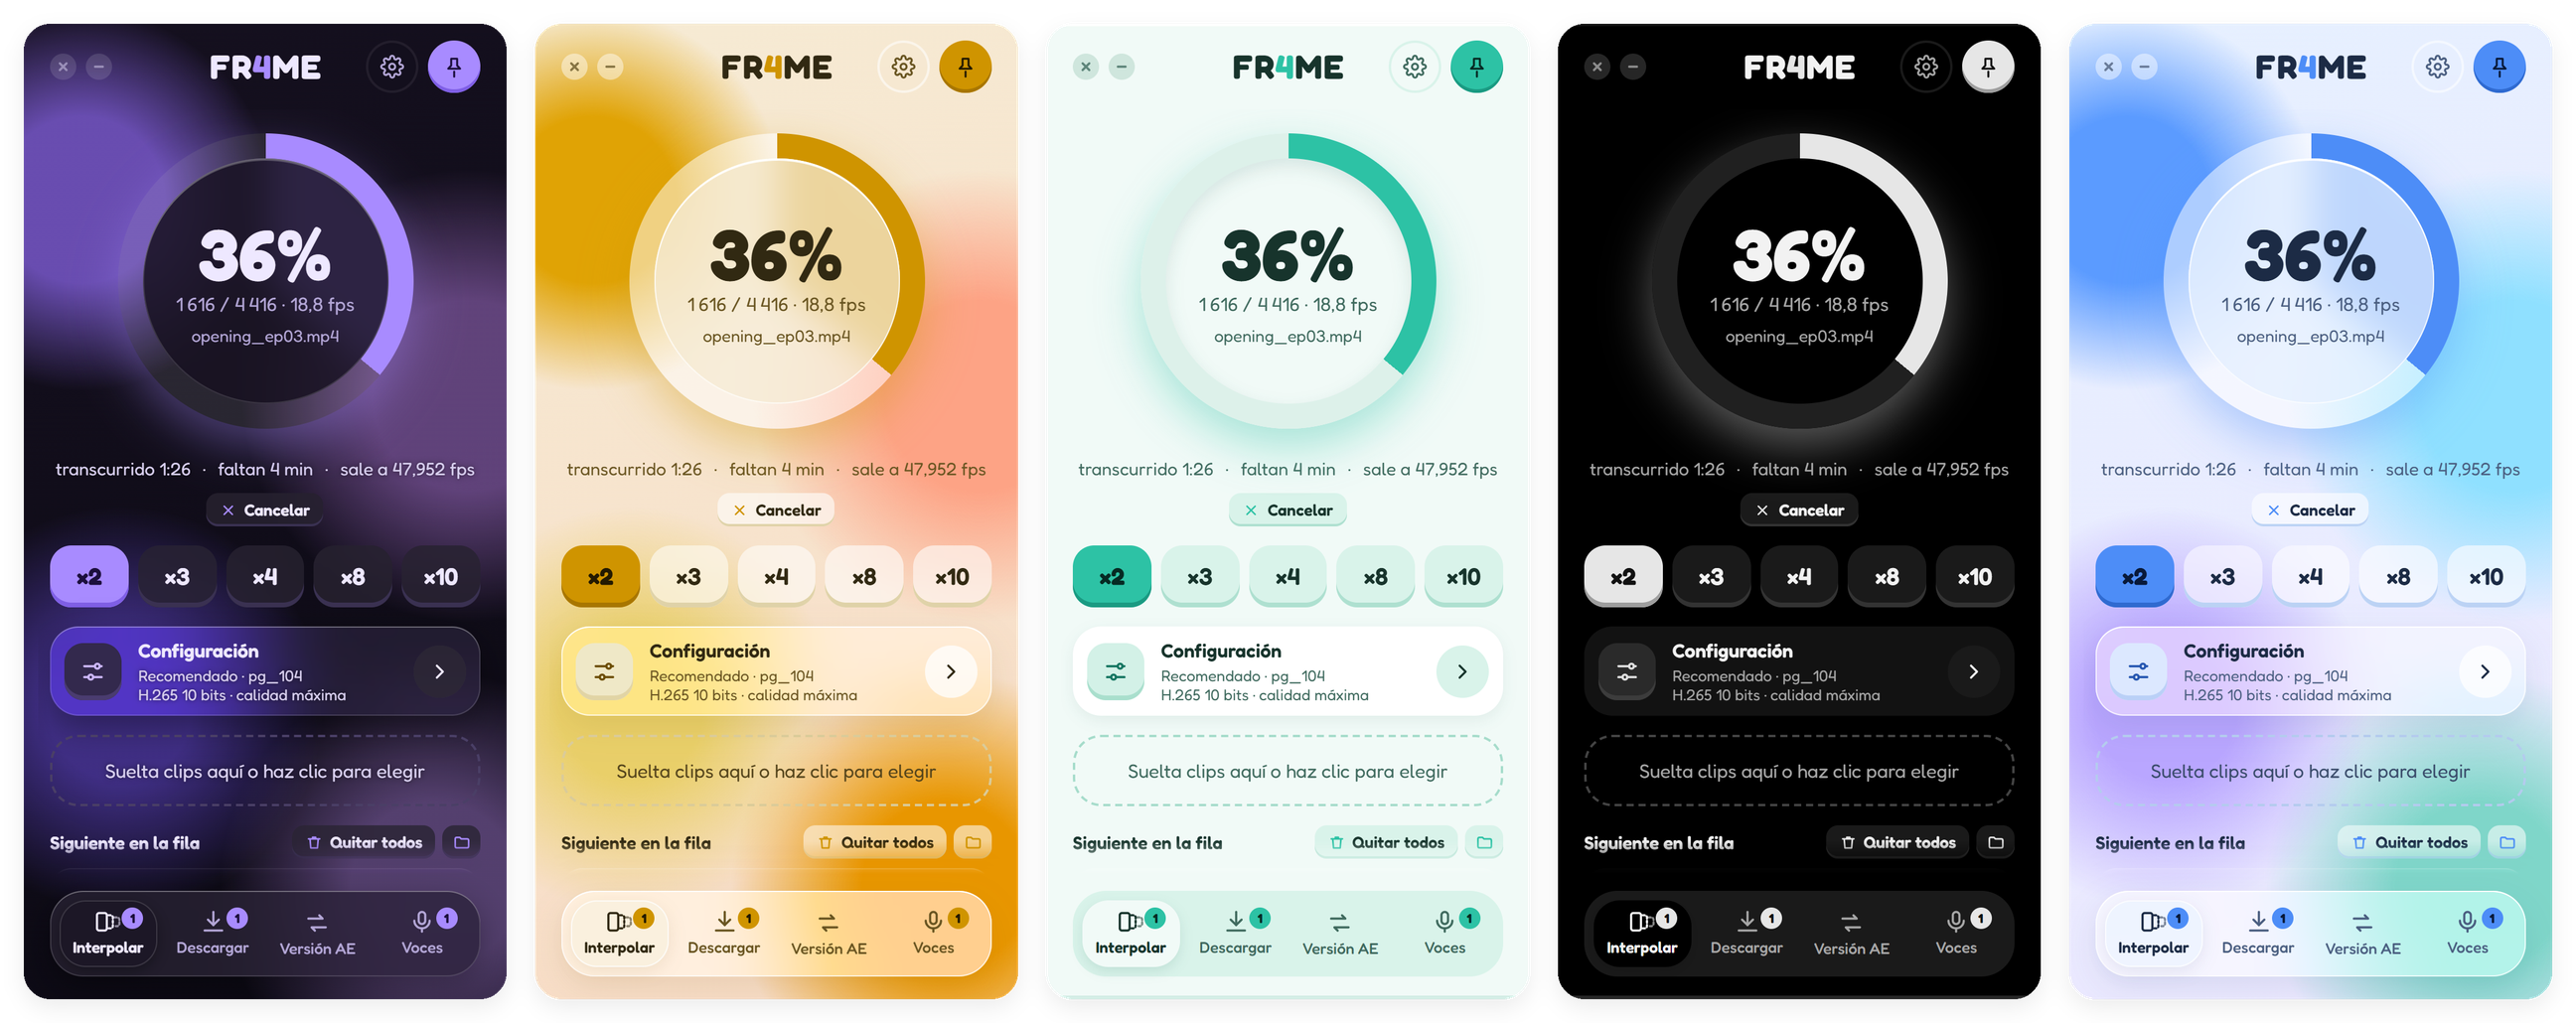 FR4ME
36%
1 616 / 4 416 · 18,8 fps
opening_ep03.mp4
transcurrido 1:26 · faltan 4 min · sale a 47,952 fps
Cancelar
x2 x3 x4 x8 x10
Configuración
Recomendado · pg_104
H.265 10 bits · calidad máxima
Suelta clips aquí o haz clic para elegir
Siguiente en la fila Quitar todos
1 1 1
Interpolar Descargar Versión AE Voces
FR4ME
36%
1 616 / 4 416 · 18,8 fps
opening_ep03.mp4
transcurrido 1:26 · faltan 4 min · sale a 47,952 fps
Cancelar
x2 x3 x4 x8 x10
Configuración
Recomendado · pg_104
H.265 10 bits · calidad máxima
Suelta clips aquí o haz clic para elegir
Siguiente en la fila Quitar todos
1 1 1
Interpolar Descargar Versión AE Voces
FR4ME
36%
1 616 / 4 416 · 18,8 fps
opening_ep03.mp4
transcurrido 1:26 · faltan 4 min · sale a 47,952 fps
Cancelar
x2 x3 x4 x8 x10
Configuración
Recomendado · pg_104
H.265 10 bits · calidad máxima
Suelta clips aquí o haz clic para elegir
Siguiente en la fila Quitar todos
1 1 1
Interpolar Descargar Versión AE Voces
FR4ME
36%
1 616 / 4 416 · 18,8 fps
opening_ep03.mp4
transcurrido 1:26 · faltan 4 min · sale a 47,952 fps
Cancelar
x2 x3 x4 x8 x10
Configuración
Recomendado · pg_104
H.265 10 bits · calidad máxima
Suelta clips aquí o haz clic para elegir
Siguiente en la fila Quitar todos
1 1 1
Interpolar Descargar Versión AE Voces
FR4ME
36%
1 616 / 4 416 · 18,8 fps
opening_ep03.mp4
transcurrido 1:26 · faltan 4 min · sale a 47,952 fps
Cancelar
x2 x3 x4 x8 x10
Configuración
Recomendado · pg_104
H.265 10 bits · calidad máxima
Suelta clips aquí o haz clic para elegir
Siguiente en la fila Quitar todos
1 1 1
Interpolar Descargar Versión AE Voces